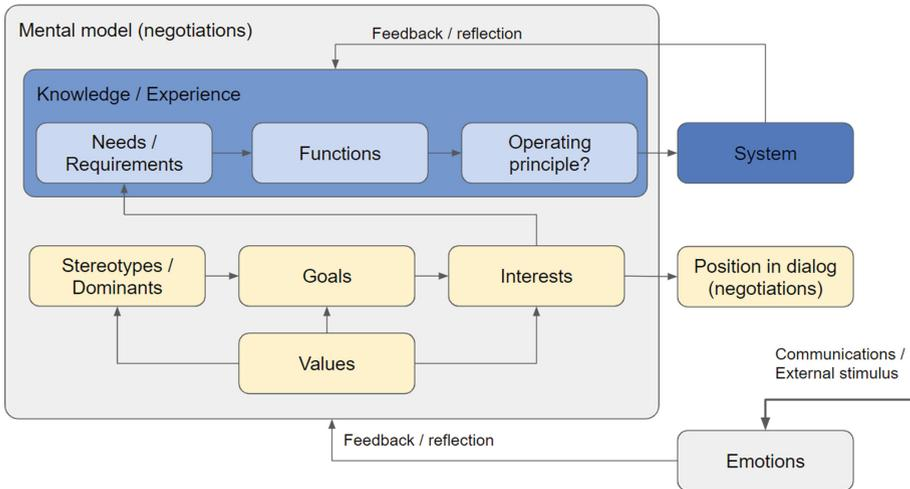 Mental model (negotiations)
Feedback / reflection
Knowledge / Experience
Needs /
Requirements
Functions
Operating
principle?
System
Stereotypes /
Dominants
Goals
Interests
Position in dialog
(negotiations)
Values
Communications /
External stimulus
Feedback / reflection
Emotions